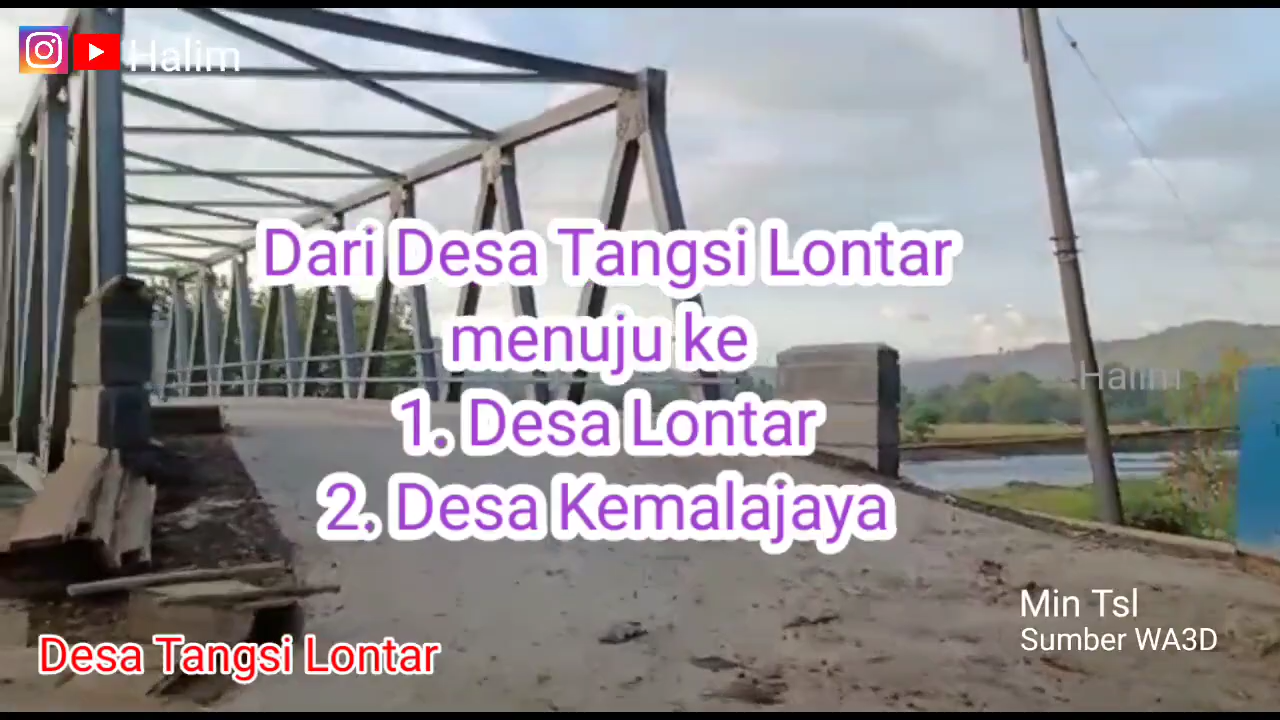 Halim
Dari Desa Tangsi Lontar
menuju ke
1. Desa Lontar
Halim
2. Desa Kemalajaya
Min Tsl
Sumber WA3D
Desa Tangsi Lontar